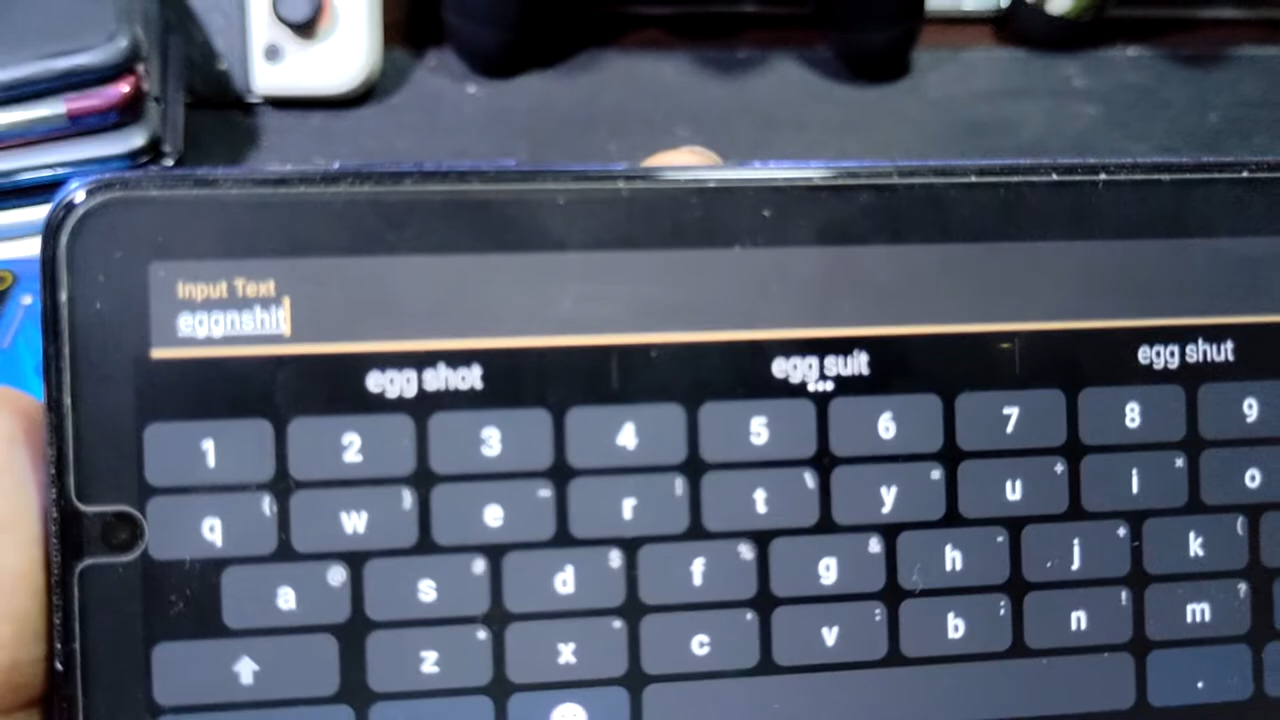 Input Text
eggnshit
egg shot egg suit egg shut
1 2 3 4 5 6 7 8 9
q w e r t y u i o
a s d f g h j k
z x c v b n m
.